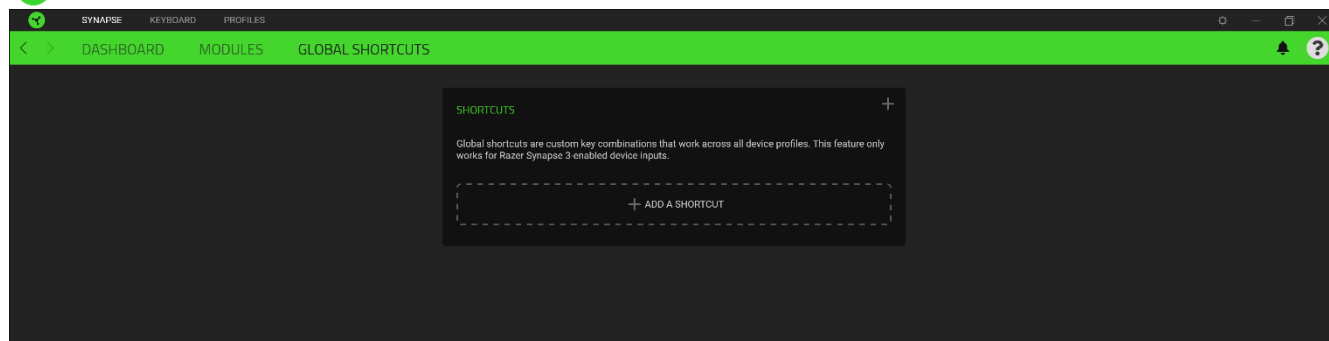 SYNAPSE KEYBOARD PROFILES
DASHBOARD MODULES GLOBAL SHORTCUTS
?
SHORTCUTS
Global shortcuts are custom key combinations that work across all device profiles. This feature only
works for Razer Synapse 3-enabled device inputs.
ADD A SHORTCUT